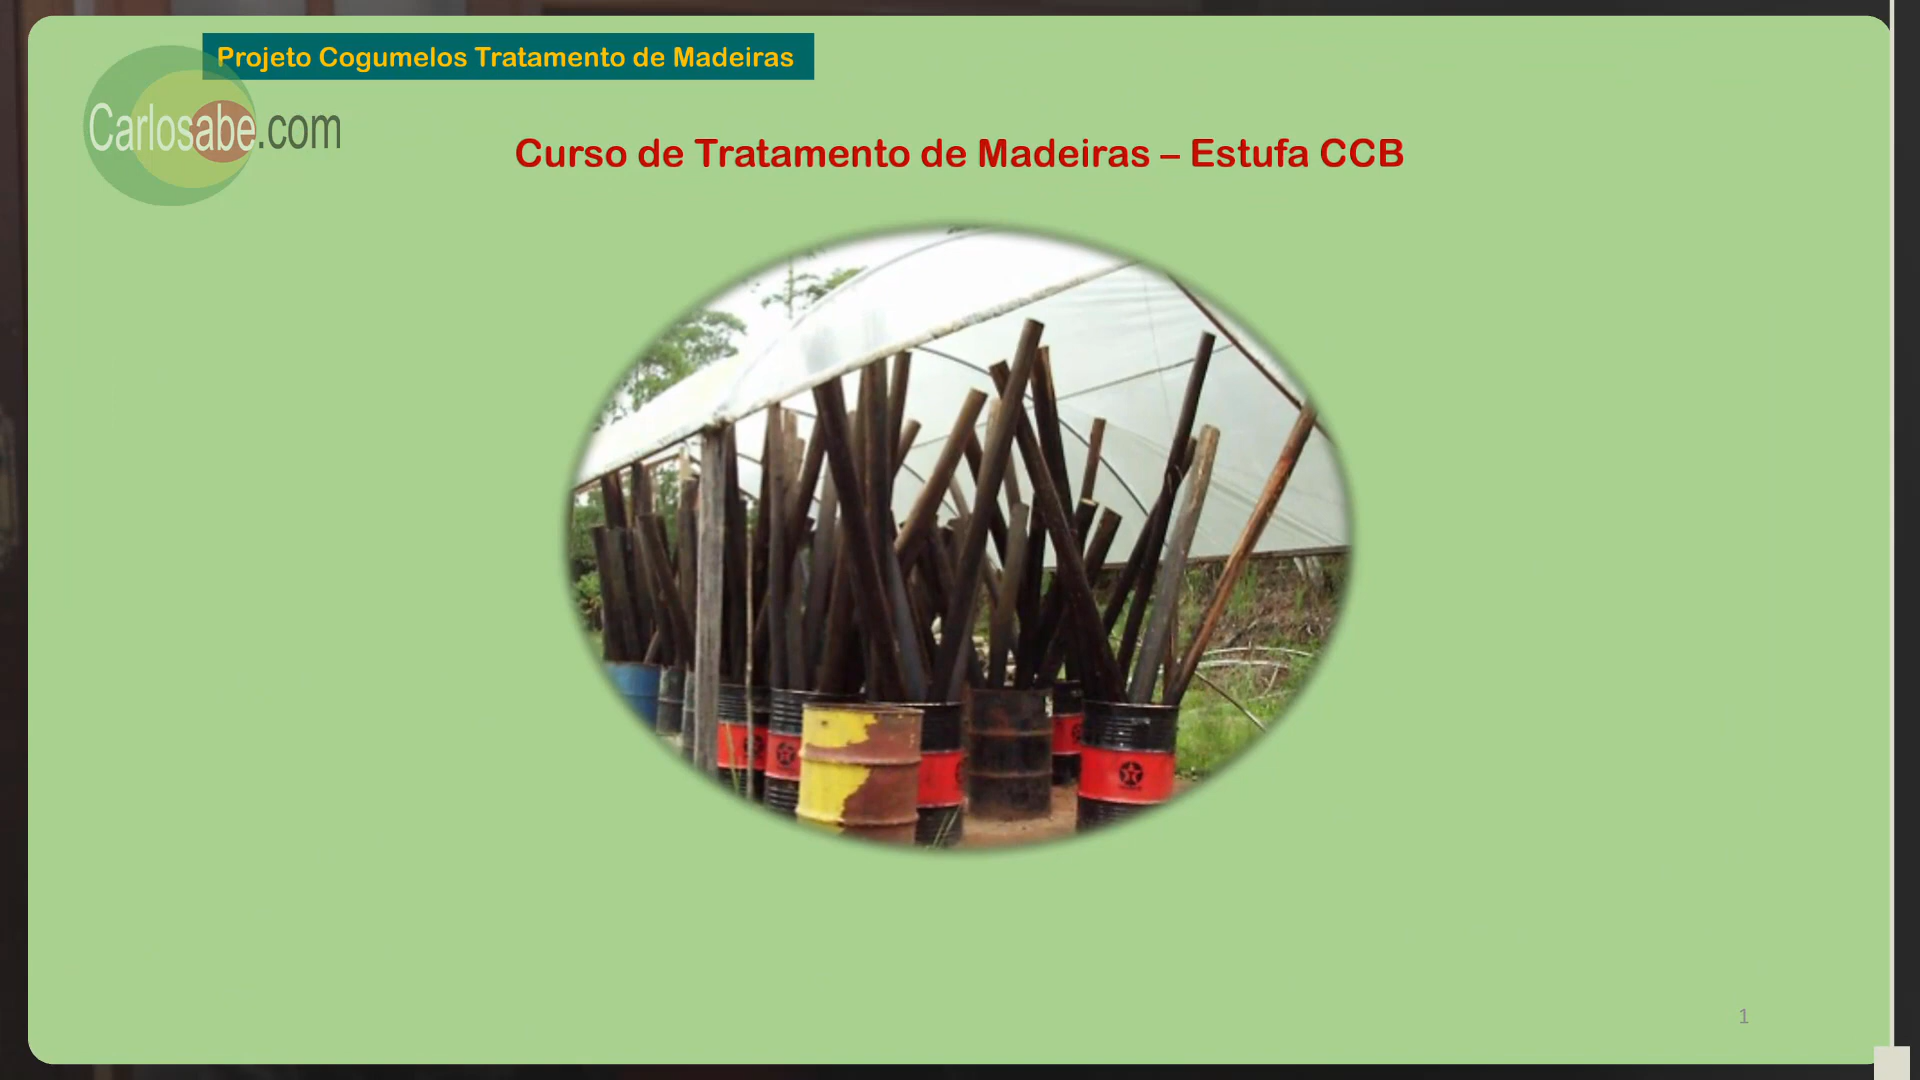 Projeto Cogumelos Tratamento de Madeiras
Carlosabe.com
Curso de Tratamento de Madeiras – Estufa CCB
1